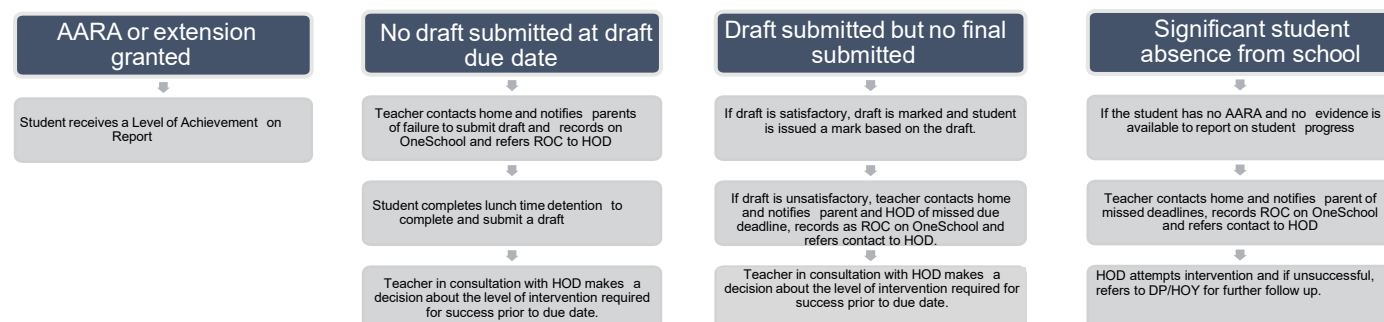 AARA or extension
granted
Student receives a Level of Achievement on
Report
No draft submitted at draft
due date
Teacher contacts home and notifies parents
of failure to submit draft and records on
OneSchool and refers ROC to HOD
Student completes lunch time detention to
complete and submit a draft
Teacher in consultation with HOD makes a
decision about the level of intervention required
for success prior to due date.
Draft submitted but no final
submitted
If draft is satisfactory, draft is marked and student
is issued a mark based on the draft.
If draft is unsatisfactory, teacher contacts home
and notifies parent and HOD of missed due
deadline, records as ROC on OneSchool and
refers contact to HOD.
Teacher in consultation with HOD makes a
decision about the level of intervention required for
success prior to due date.
Significant student
absence from school
If the student has no AARA and no evidence is
available to report on student progress
Teacher contacts home and notifies parent of
missed deadlines, records ROC on OneSchool
and refers contact to HOD
HOD attempts intervention and if unsuccessful,
refers to DP/HOY for further follow up.